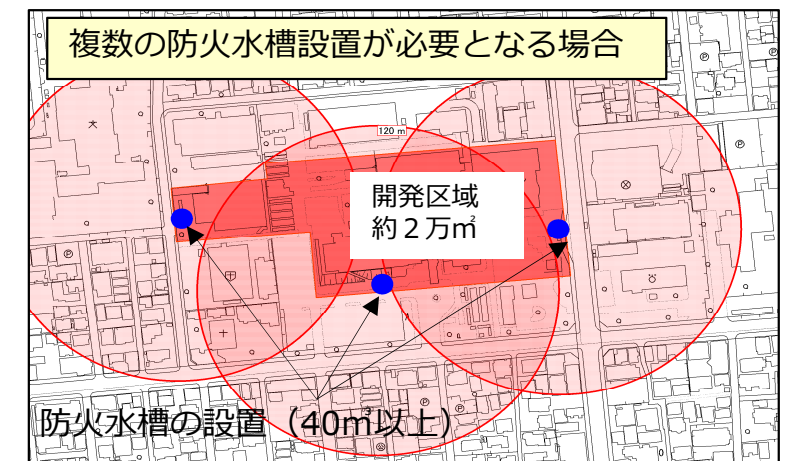 複数の防火水槽設置が必要となる場合
120 m
開発区域
約２万㎡
防火水槽の設置（40㎥以上）